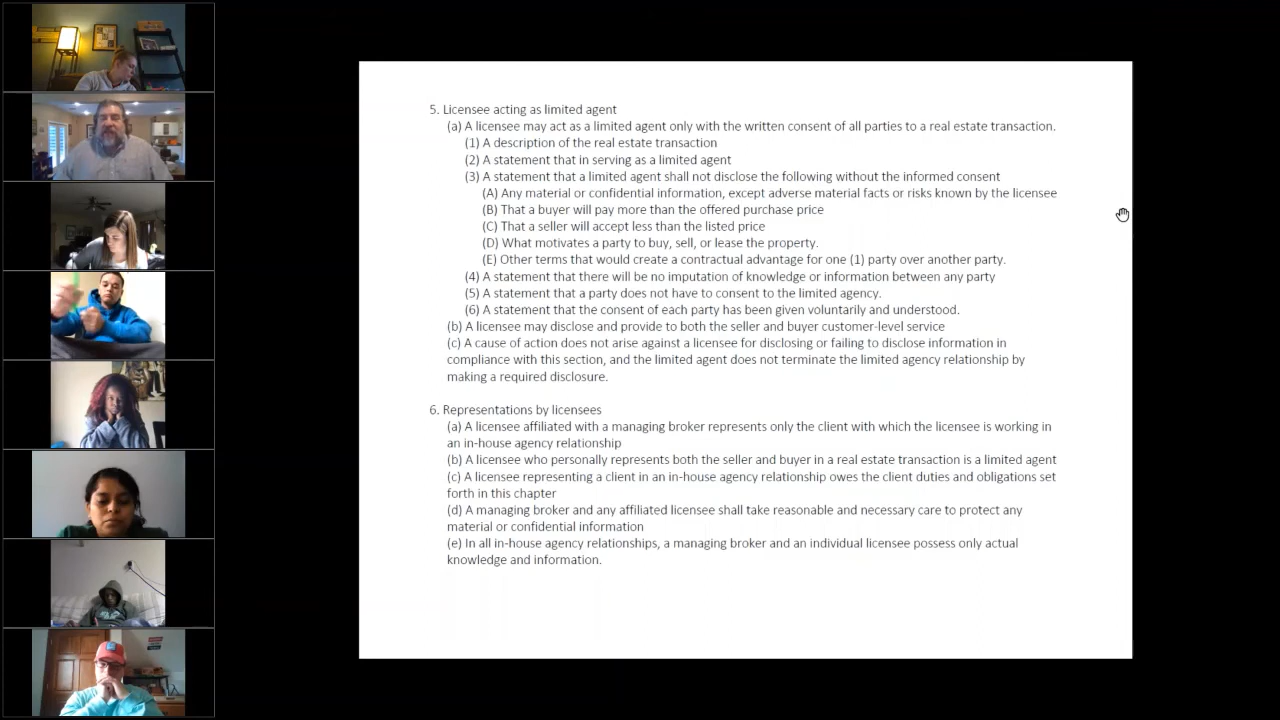 5. Licensee acting as limited agent
(a) A licensee may act as a limited agent only with the written consent of all parties to a real estate transaction.
(1) A description of the real estate transaction
(2) A statement that in serving as a limited agent
(3) A statement that a limited agent shall not disclose the following without the informed consent
(A) Any material or confidential information, except adverse material facts or risks known by the licensee
(B) That a buyer will pay more than the offered purchase price
(C) That a seller will accept less than the listed price
(D) What motivates a party to buy, sell, or lease the property.
(E) Other terms that would create a contractual advantage for one (1) party over another party.
(4) A statement that there will be no imputation of knowledge or information between any party
(5) A statement that a party does not have to consent to the limited agency.
(6) A statement that the consent of each party has been given voluntarily and understood.
(b) A licensee may disclose and provide to both the seller and buyer customer-level service
(c) A cause of action does not arise against a licensee for disclosing or failing to disclose information in
compliance with this section, and the limited agent does not terminate the limited agency relationship by
making a required disclosure.
6. Representations by licensees
(a) A licensee affiliated with a managing broker represents only the client with which the licensee is working in
an in-house agency relationship
(b) A licensee who personally represents both the seller and buyer in a real estate transaction is a limited agent
(c) A licensee representing a client in an in-house agency relationship owes the client duties and obligations set
forth in this chapter
(d) A managing broker and any affiliated licensee shall take reasonable and necessary care to protect any
material or confidential information
(e) In all in-house agency relationships, a managing broker and an individual licensee possess only actual
knowledge and information.